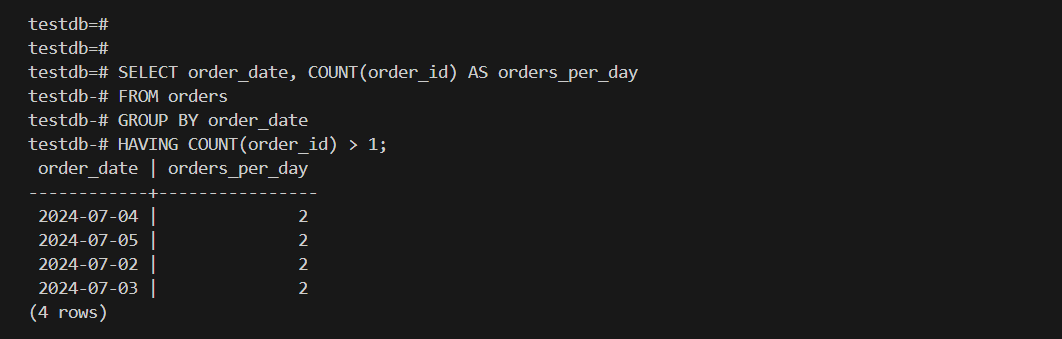 testdb=#
testdb=#
testdb=# SELECT order_date, COUNT(order_id) AS orders_per_day
testdb-# FROM orders
testdb-# GROUP BY order_date
testdb-# HAVING COUNT(order_id) > 1;
 order_date | orders_per_day
------------+----------------
 2024-07-04 |              2
 2024-07-05 |              2
 2024-07-02 |              2
 2024-07-03 |              2
(4 rows)